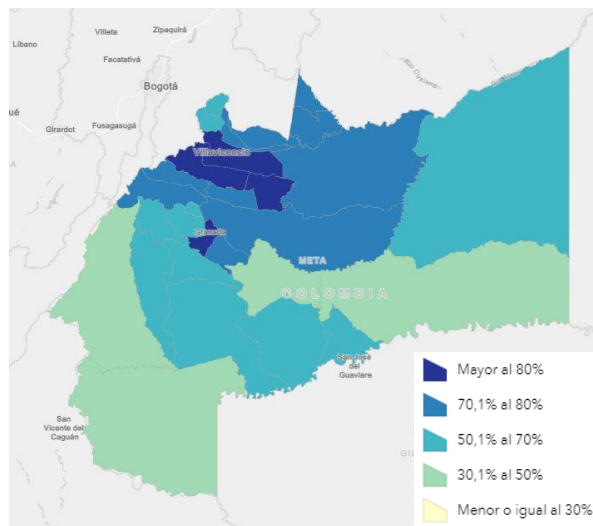 Villeta
Zipaquirá
Líbano
Facatativá
Bogotá
Fusagasugá
Girardot
Villavicencio
Granada
META
COLOMBIA
San José
del
Guaviare
San
Vicente del
Caguán
GU
Mayor al 80%
70,1% al 80%
50,1% al 70%
30,1% al 50%
Menor o igual al 30%